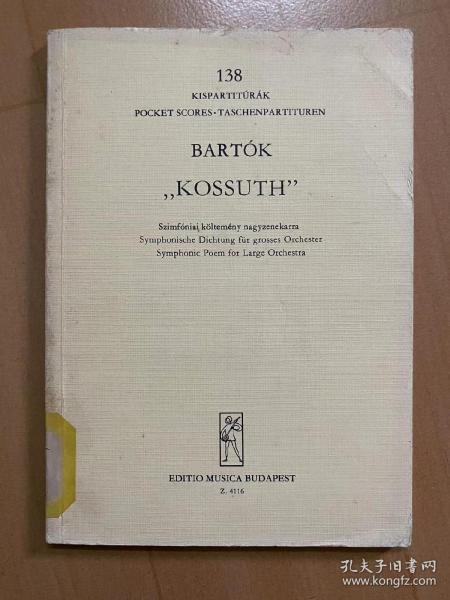 138
KISPARTITÚRÁK
POCKET SCORES • TASCHENPARTITUREN
BARTÓK
„KOSSUTH”
Szimfóniai költemény nagyzenekarra
Symphonische Dichtung für grosses Orchester
Symphonic Poem for Large Orchestra
EDITIO MUSICA BUDAPEST
Z. 4116
孔夫子旧书网
www.kongfz.com